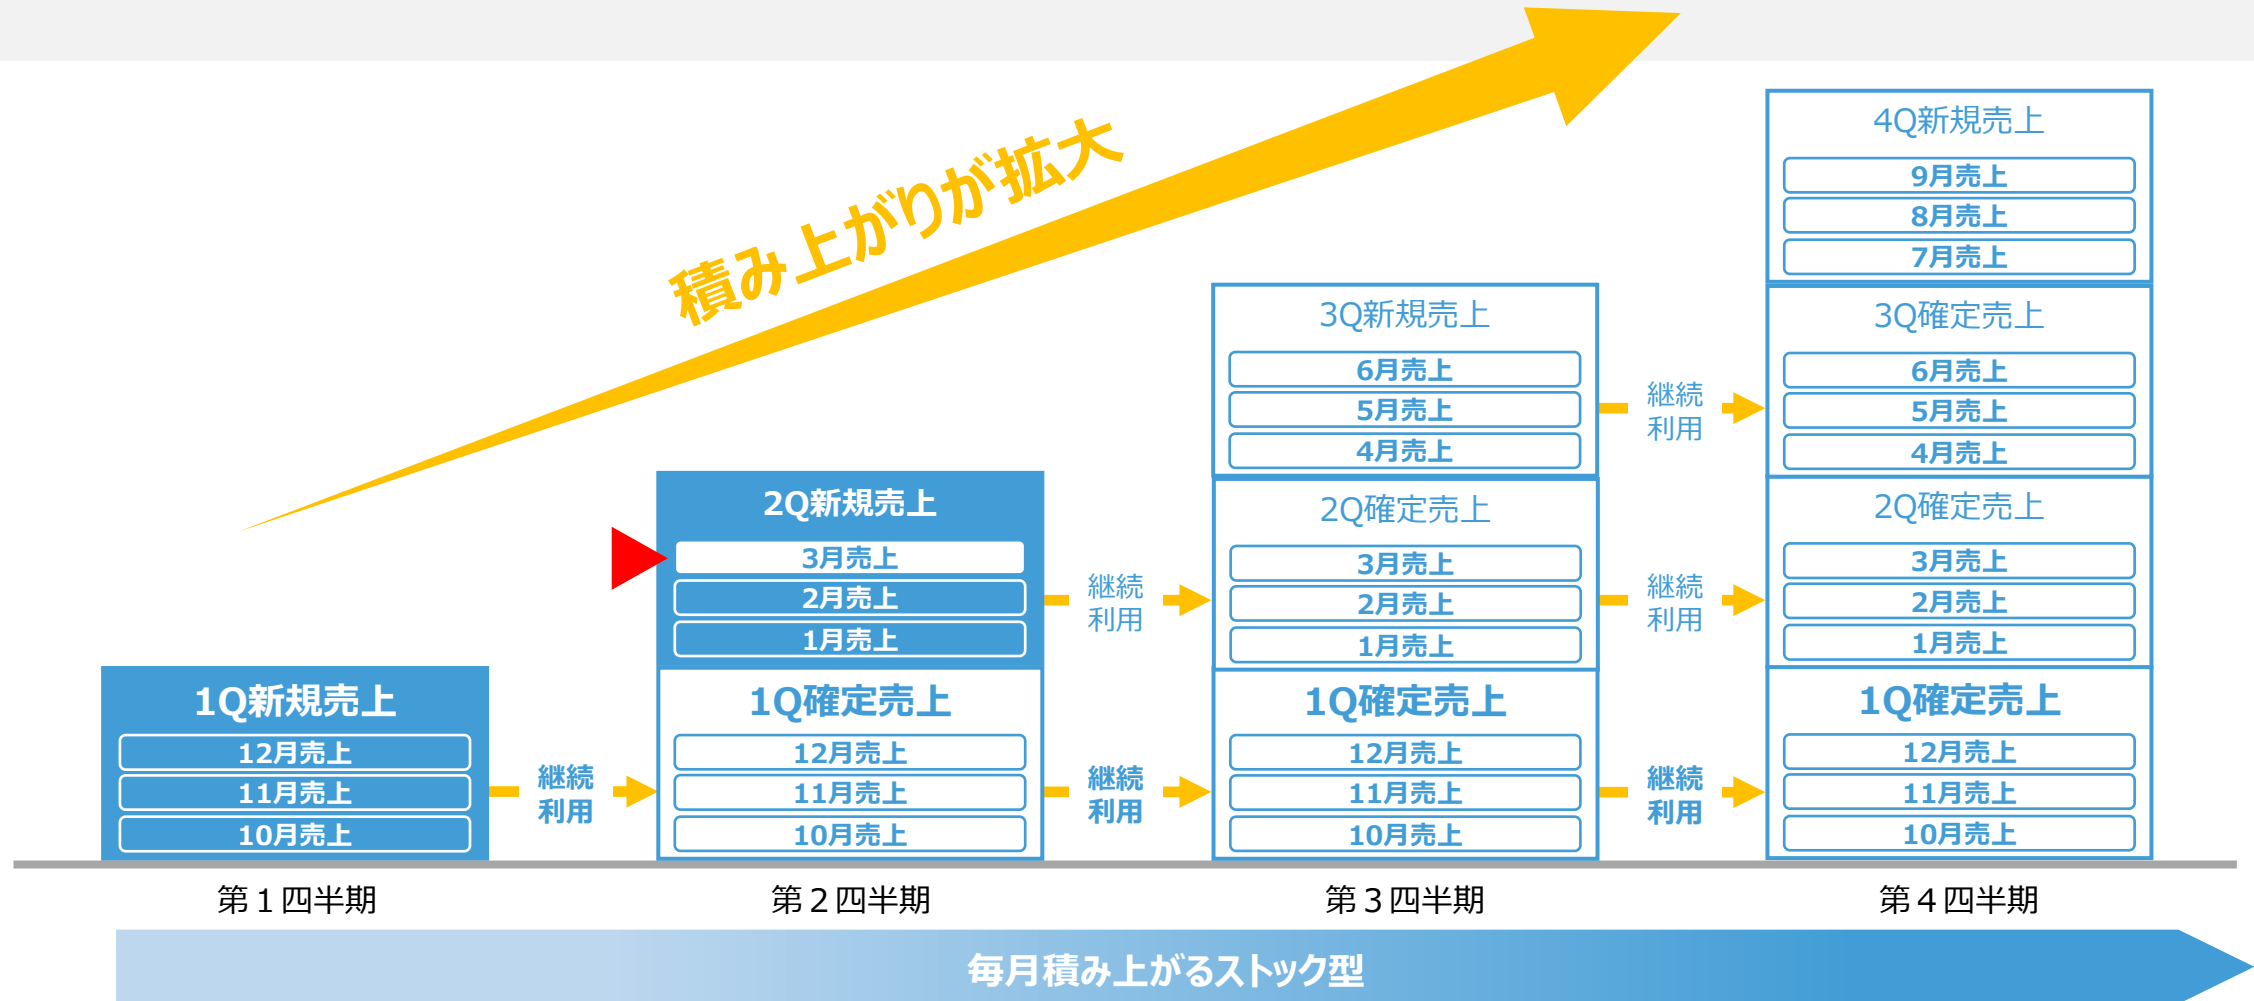 積み上がりが拡大
1Q新規売上
12月売上
11月売上
10月売上
継続
利用
2Q新規売上
3月売上
2月売上
1月売上
1Q確定売上
12月売上
11月売上
10月売上
継続
利用
継続
利用
3Q新規売上
6月売上
5月売上
4月売上
2Q確定売上
3月売上
2月売上
1月売上
1Q確定売上
12月売上
11月売上
10月売上
継続
利用
継続
利用
継続
利用
4Q新規売上
9月売上
8月売上
7月売上
3Q確定売上
6月売上
5月売上
4月売上
2Q確定売上
3月売上
2月売上
1月売上
1Q確定売上
12月売上
11月売上
10月売上
第１四半期
第２四半期
第３四半期
第４四半期
毎月積み上がるストック型